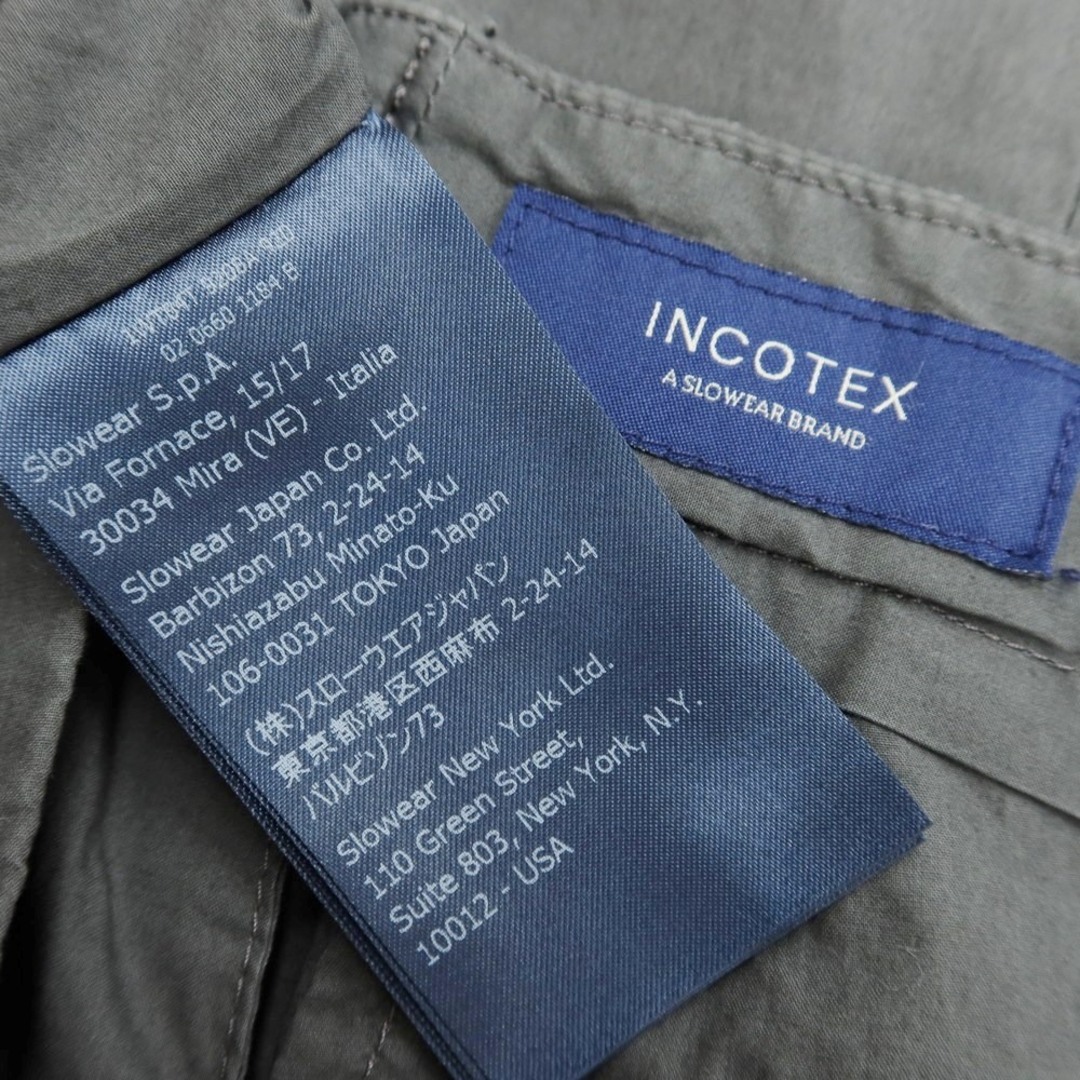 02 0660 1184 B
Slowear S.p.A.
Via Fornace, 15/17
30034 Mira (VE) - Italia
Slowear Japan Co. Ltd.
Barbizon 73, 2-24-14
Nishiazabu Minato-Ku
106-0031 TOKYO Japan
(株)スローウエアジャパン
東京都港区西麻布 2-24-14
バルビゾン73
Slowear New York Ltd.
110 Green Street,
Suite 803, New York, N.Y.
10012 - USA
INCOTEX
A SLOWEAR BRAND